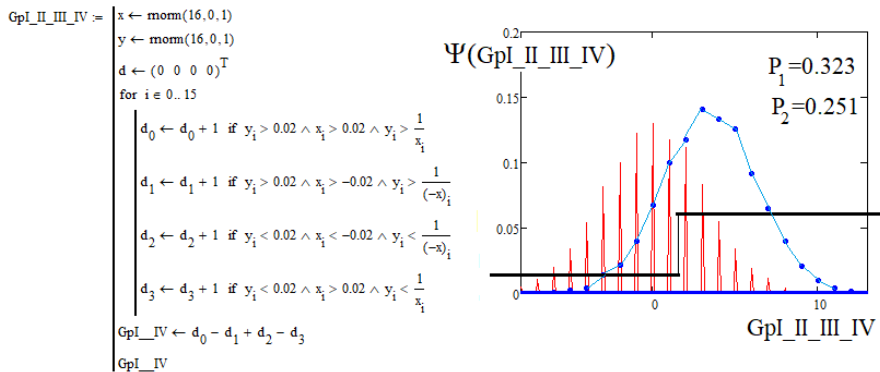 GpI_II_III_IV := x ← rnorm(16,0,1)
y ← rnorm(16,0,1)
d ← (0 0 0 0)^T
for i ∈ 0..15
d_0 ← d_0 + 1 if y_i > 0.02 ∧ x_i > 0.02 ∧ y_i > 1/x_i
d_1 ← d_1 + 1 if y_i > 0.02 ∧ x_i > -0.02 ∧ y_i > 1/(-x)_i
d_2 ← d_2 + 1 if y_i < 0.02 ∧ x_i < -0.02 ∧ y_i < 1/(-x)_i
d_3 ← d_3 + 1 if y_i < 0.02 ∧ x_i > 0.02 ∧ y_i < 1/x_i
GpI__IV ← d_0 - d_1 + d_2 - d_3
GpI__IV
0.2
Ψ(GpI_II_III_IV)
P_1=0.323
P_2=0.251
0.15
0.1
0.05
0
0 10
GpI_II_III_IV